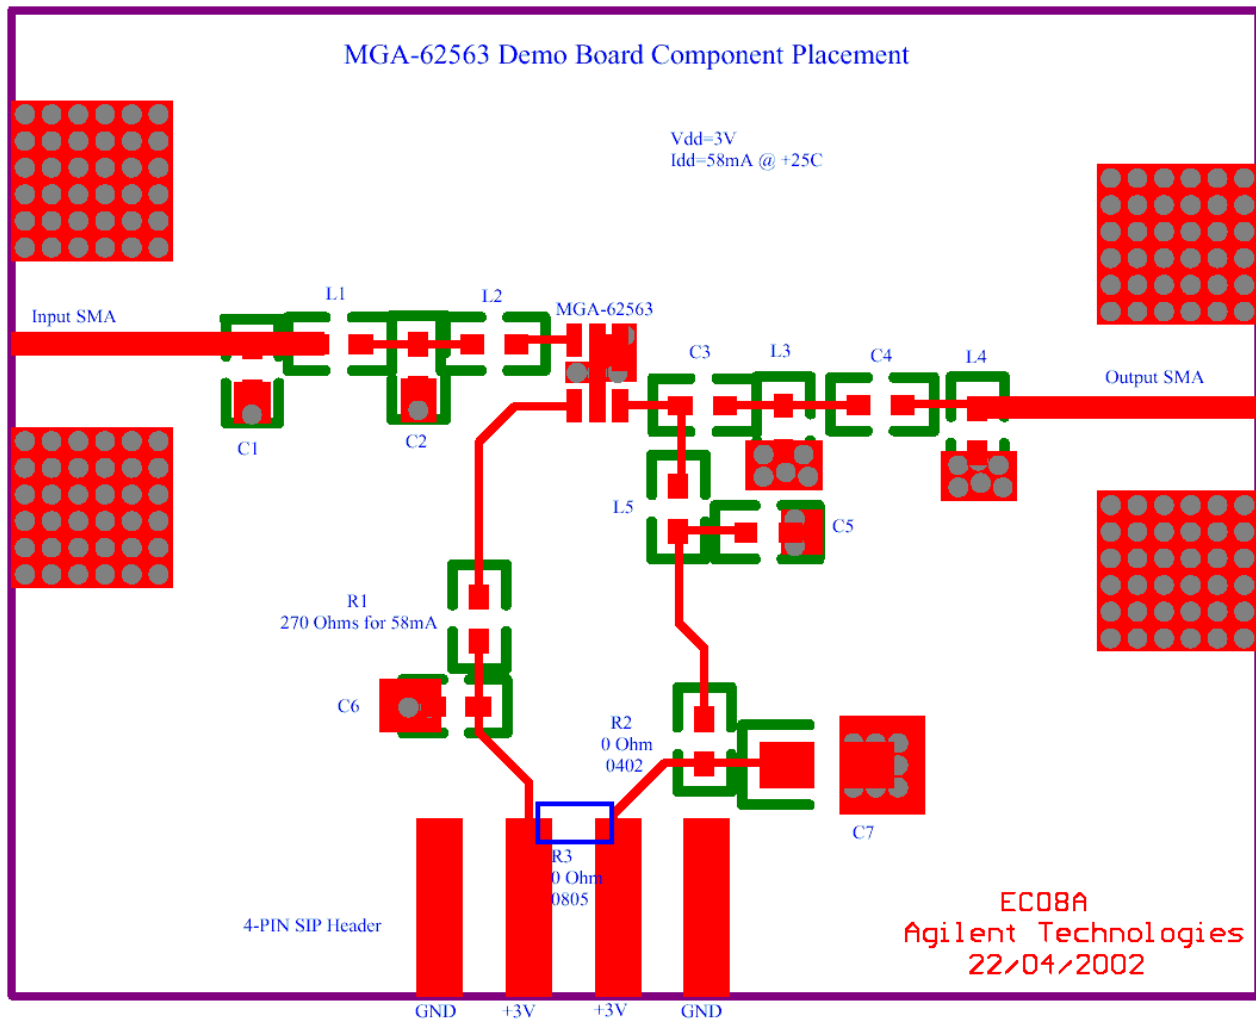 MGA-62563 Demo Board Component Placement
Vdd=3V
Idd=58mA @ +25C
L1
L2
MGA-62563
Input SMA
C3
L3
C4
L4
Output SMA
C1
C2
L5
C5
R1
270 Ohms for 58mA
C6
R2
0 Ohm
0402
C7
R3
0 Ohm
0805
4-PIN SIP Header
EC08A
Agilent Technologies
22/04/2002
GND
+3V
+3V
GND